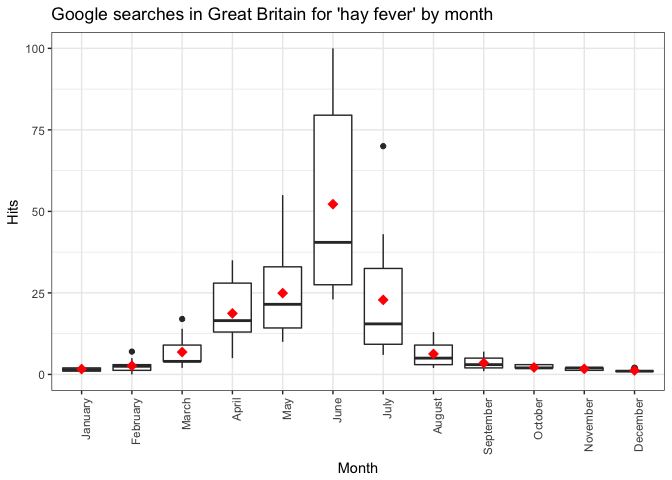 Google searches in Great Britain for 'hay fever' by month
100
75
50
25
0
Hits
January
February
March
April
May
June
July
August
September
October
November
December
Month